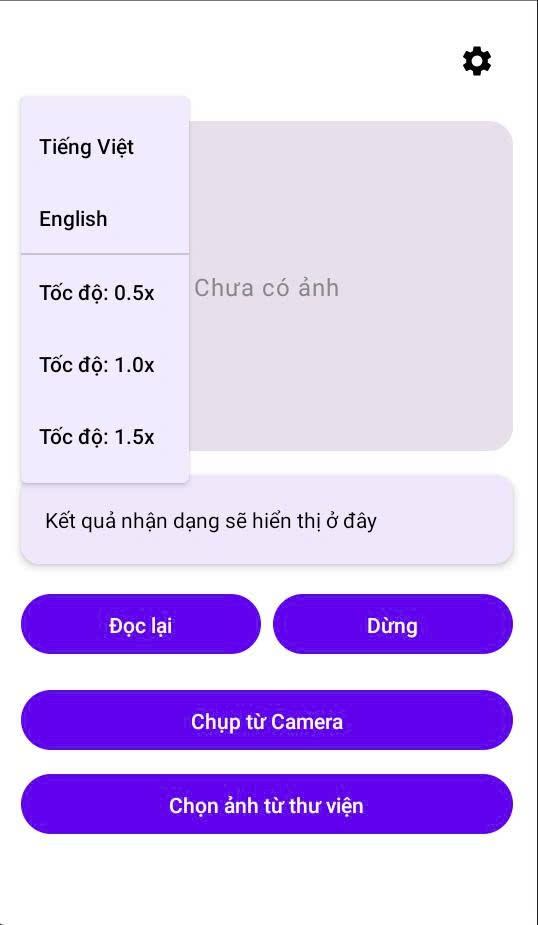 Tiếng Việt
English
Tốc độ: 0.5x
Chưa có ảnh
Tốc độ: 1.0x
Tốc độ: 1.5x
Kết quả nhận dạng sẽ hiển thị ở đây
Đọc lại
Dừng
Chụp từ Camera
Chọn ảnh từ thư viện